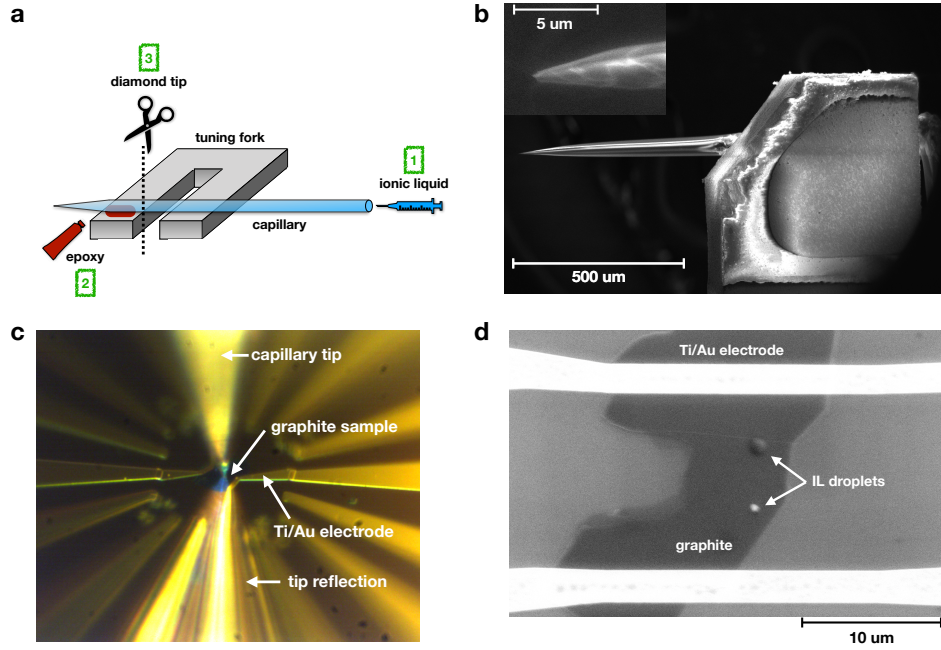 a
3
diamond tip
tuning fork
1
ionic liquid
capillary
epoxy
2
b
5 um
500 um
c
capillary tip
graphite sample
Ti/Au electrode
tip reflection
d
Ti/Au electrode
IL droplets
graphite
10 um